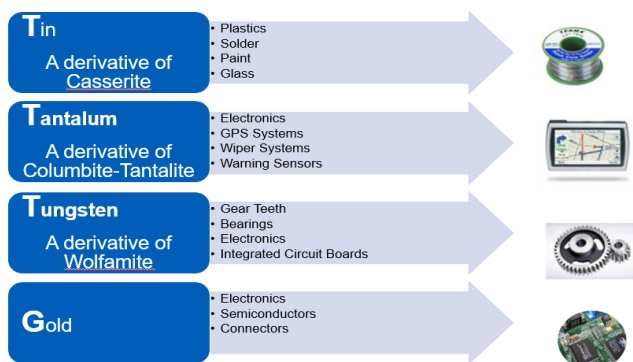 Tin
A derivative of
Casserite
• Plastics
• Solder
• Paint
• Glass
Tantalum
A derivative of
Columbite-Tantalite
• Electronics
• GPS Systems
• Wiper Systems
• Warning Sensors
Tungsten
A derivative of
Wolfamite
• Gear Teeth
• Bearings
• Electronics
• Integrated Circuit Boards
Gold
• Electronics
• Semiconductors
• Connectors